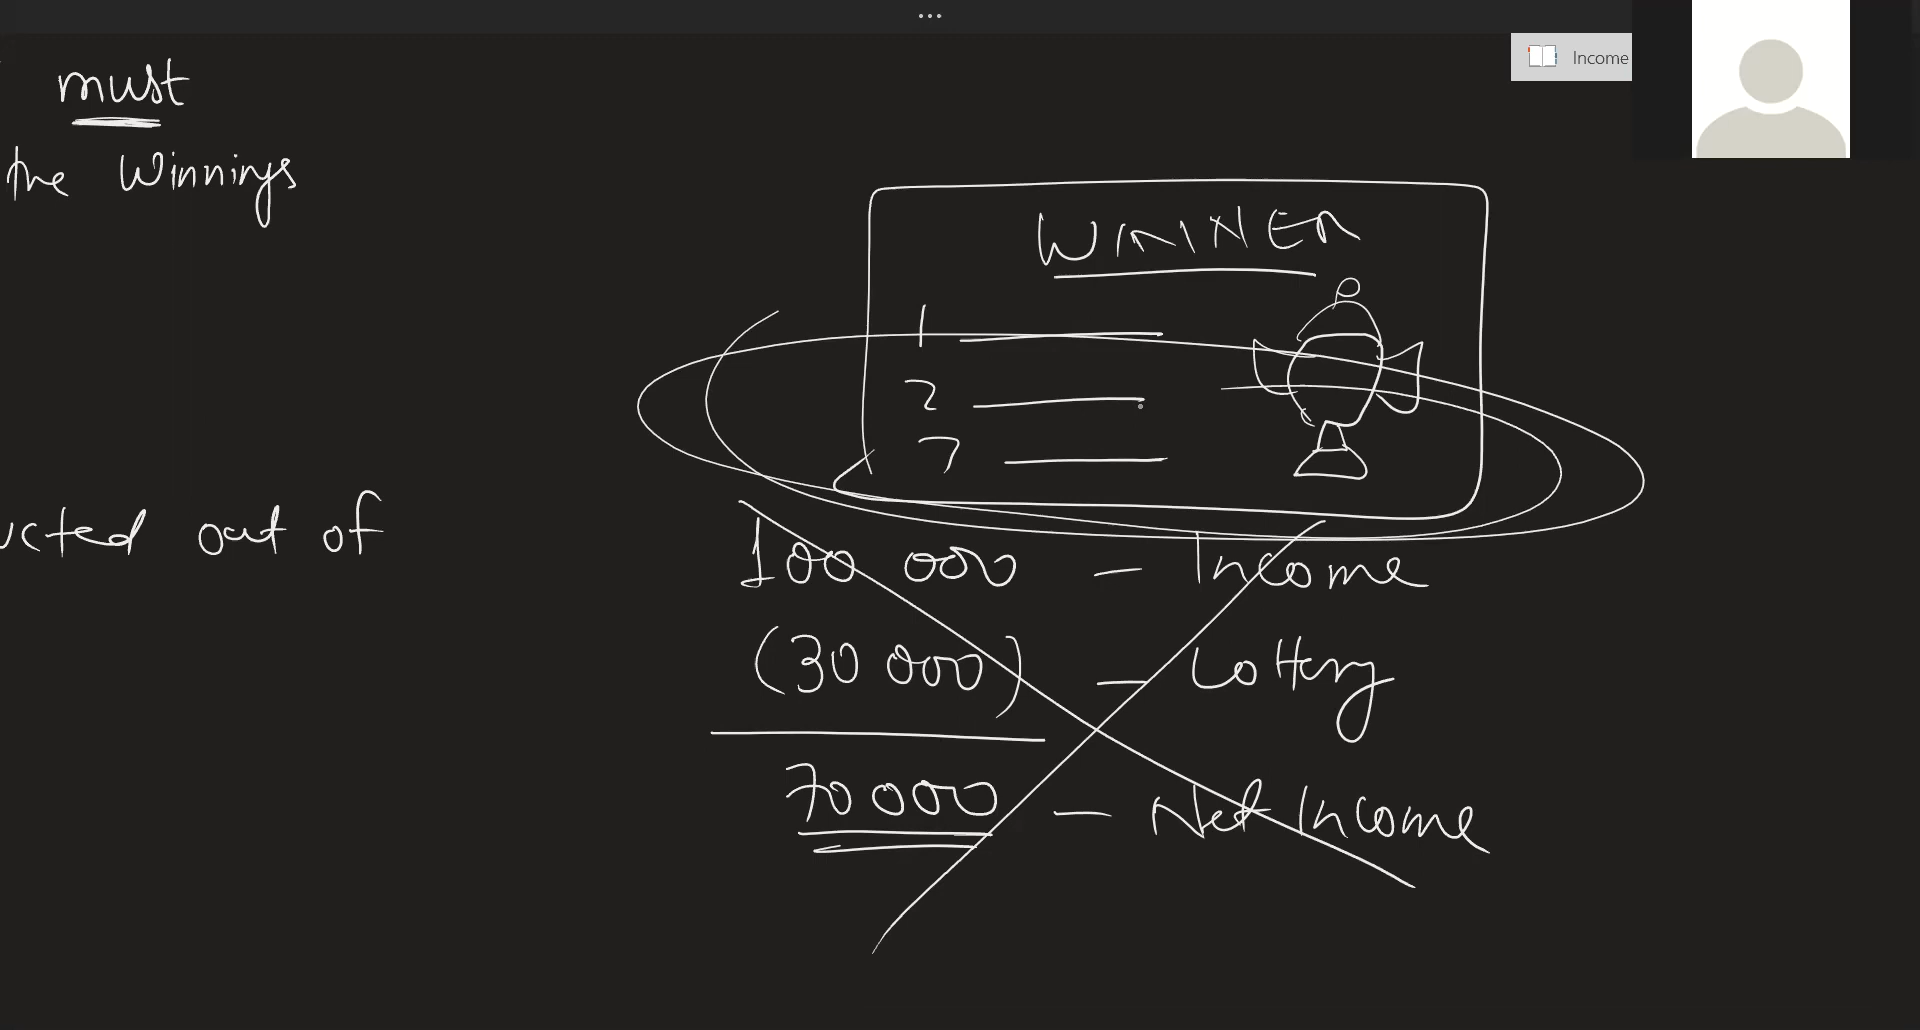 Income
must
the Winnings
WINNER
1
2
7
ucted out of
100 000 – Income
(30 000) – Lottery
70 000 – Net Income